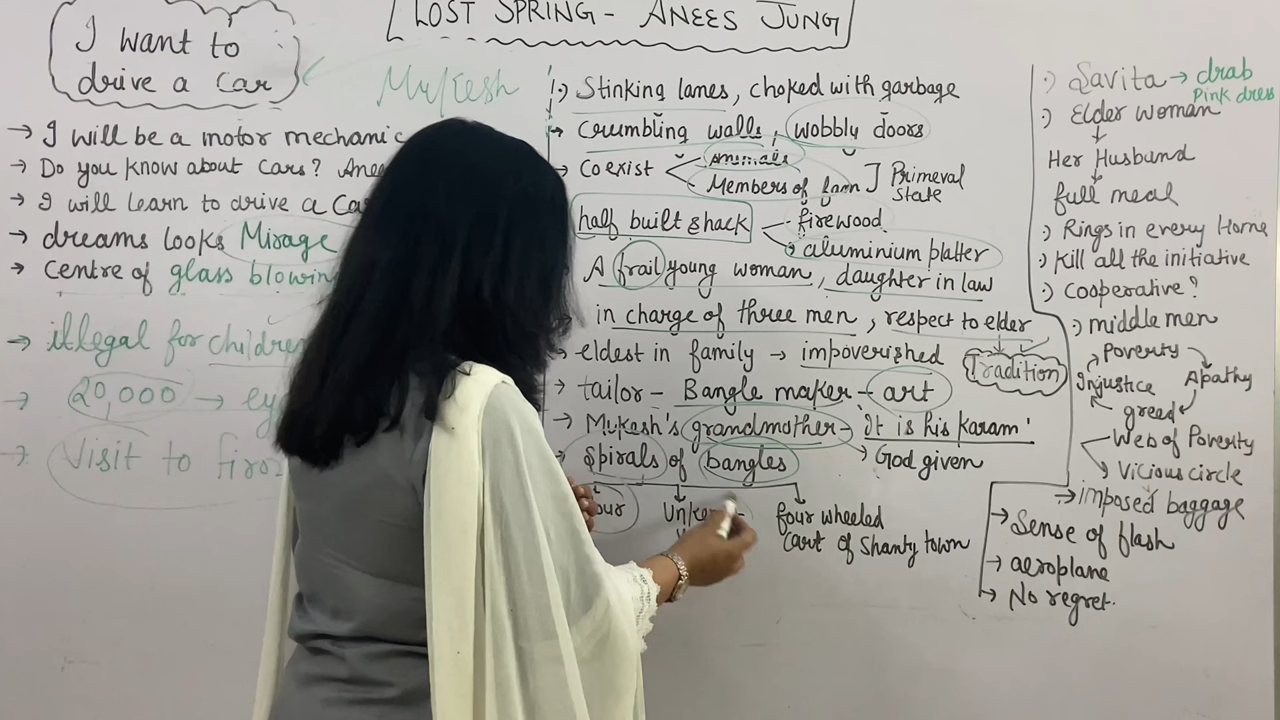 LOST SPRING - ANEES JUNG
I want to
drive a car
Mukesh
→ I will be a motor mechanic
→ Do you know about cars?
→ I will learn to drive a
→ dreams looks Mirage
→ Centre of glass blowing
→ illegal for children
→ 20,000 →
→ Visit to
Stinking lanes, choked with garbage
→ Crumbling walls, wobbly doors
→ Coexist
Animals
Members of fam
Primeval
State
half built shack
firewood
aluminium platter
A frail young woman, daughter in law
in charge of three men, respect to elder
Tradition
eldest in family → impoverished
→ tailor - Bangle maker - art
→ Mukesh's grandmother - 'It is his karam'
God given
Spirals of bangles
four wheeled
Cart of Shanty town
:) Savita → drab
Pink dress
:) Elder woman
Her Husband
full meal
:) Rings in every Home
:) Kill all the initiative
:) Cooperative?
:) middle men
Poverty
Apathy
greed
Injustice
Web of Poverty
Vicious circle
→ imposed baggage
→ Sense of flash
→ aeroplane
→ No regret.